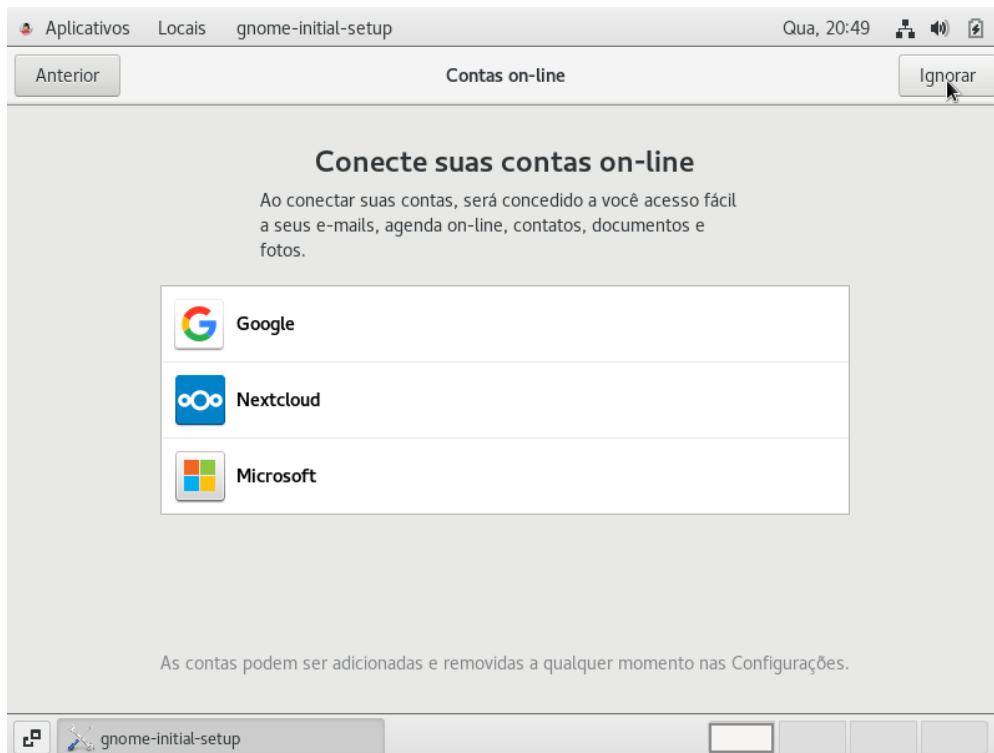 Aplicativos Locais gnome-initial-setup Qua, 20:49
Anterior Contas on-line Ignorar
Conecte suas contas on-line
Ao conectar suas contas, será concedido a você acesso fácil
a seus e-mails, agenda on-line, contatos, documentos e
fotos.
Google
Nextcloud
Microsoft
As contas podem ser adicionadas e removidas a qualquer momento nas Configurações.
gnome-initial-setup